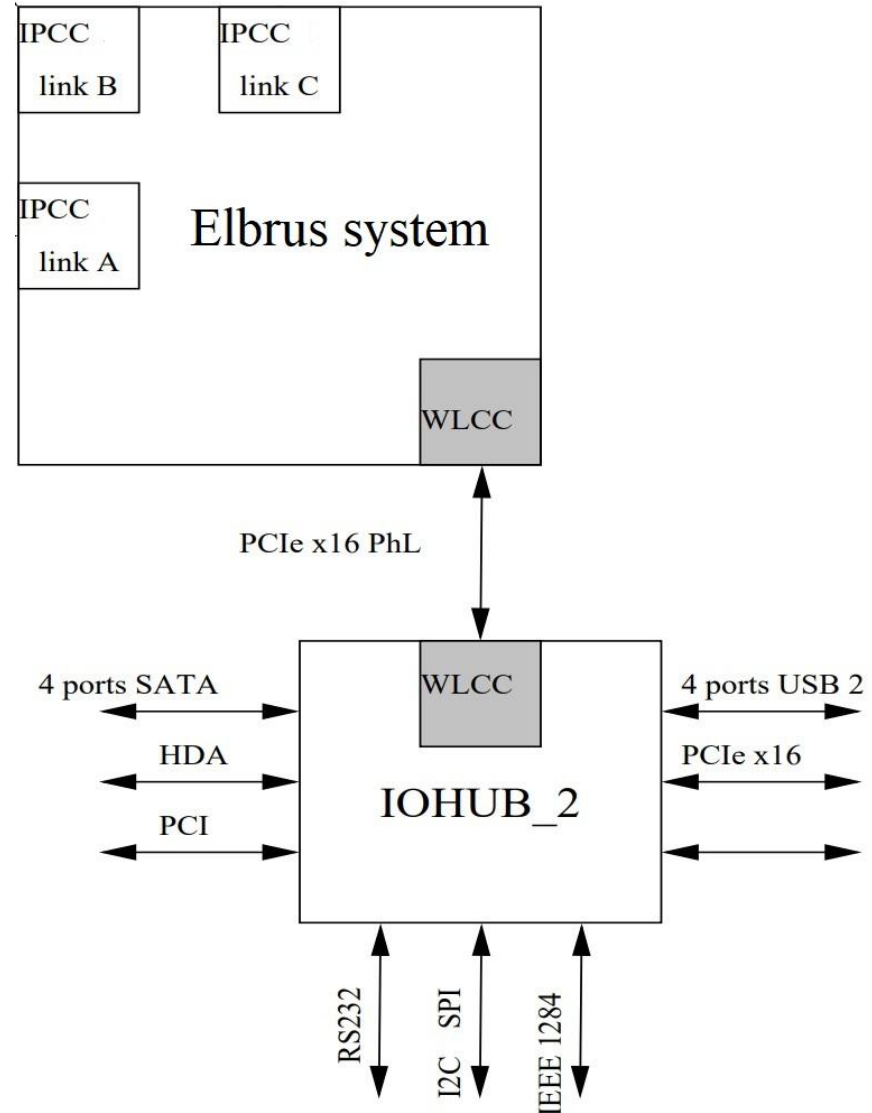 IPCC
link B
IPCC
link C
IPCC
link A
Elbrus system
WLCC
PCIe x16 PhL
WLCC
4 ports SATA
HDA
PCI
IOHUB_2
4 ports USB 2
PCIe x16
RS232
I2C SPI
IEEE 1284